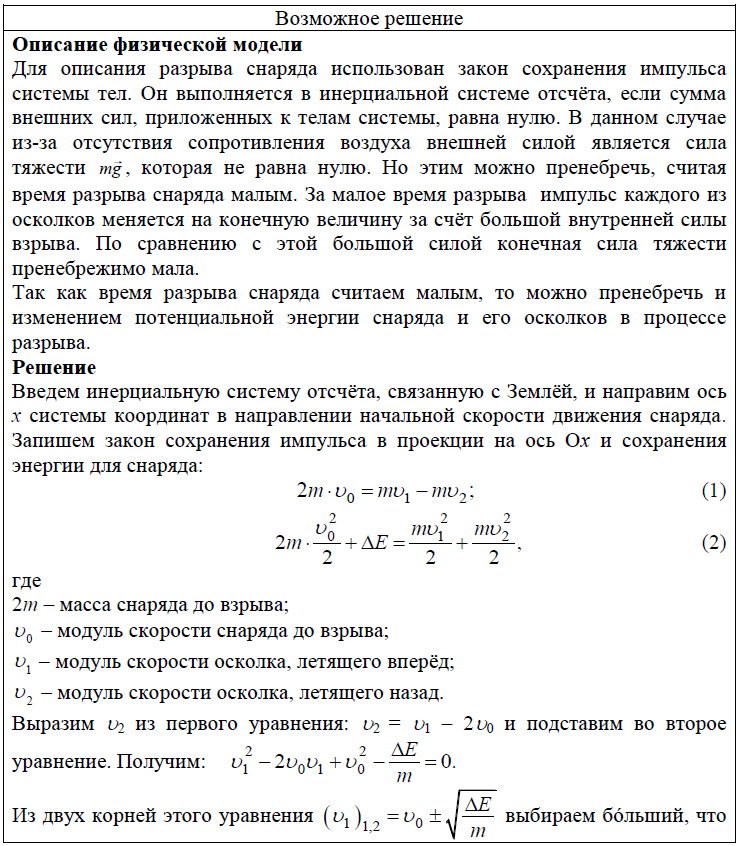 Возможное решение
Описание физической модели
Для описания разрыва снаряда использован закон сохранения импульса
системы тел. Он выполняется в инерциальной системе отсчёта, если сумма
внешних сил, приложенных к телам системы, равна нулю. В данном случае
из-за отсутствия сопротивления воздуха внешней силой является сила
тяжести $m\vec{g}$, которая не равна нулю. Но этим можно пренебречь, считая
время разрыва снаряда малым. За малое время разрыва импульс каждого из
осколков меняется на конечную величину за счёт большой внутренней силы
взрыва. По сравнению с этой большой силой конечная сила тяжести
пренебрежимо мала.
Так как время разрыва снаряда считаем малым, то можно пренебречь и
изменением потенциальной энергии снаряда и его осколков в процессе
разрыва.
Решение
Введем инерциальную систему отсчёта, связанную с Землёй, и направим ось
x системы координат в направлении начальной скорости движения снаряда.
Запишем закон сохранения импульса в проекции на ось Ox и сохранения
энергии для снаряда:
$2m \cdot \upsilon_0 = m\upsilon_1 - m\upsilon_2;$ (1)
$2m \cdot \frac{\upsilon_0^2}{2} + \Delta E = \frac{m\upsilon_1^2}{2} + \frac{m\upsilon_2^2}{2},$ (2)
где
2m – масса снаряда до взрыва;
$\upsilon_0$ – модуль скорости снаряда до взрыва;
$\upsilon_1$ – модуль скорости осколка, летящего вперёд;
$\upsilon_2$ – модуль скорости осколка, летящего назад.
Выразим $\upsilon_2$ из первого уравнения: $\upsilon_2 = \upsilon_1 - 2\upsilon_0$ и подставим во второе
уравнение. Получим: $\upsilon_1^2 - 2\upsilon_0\upsilon_1 + \upsilon_0^2 - \frac{\Delta E}{m} = 0.$
Из двух корней этого уравнения $(\upsilon_1)_{1,2} = \upsilon_0 \pm \sqrt{\frac{\Delta E}{m}}$ выбираем бо́льший, что